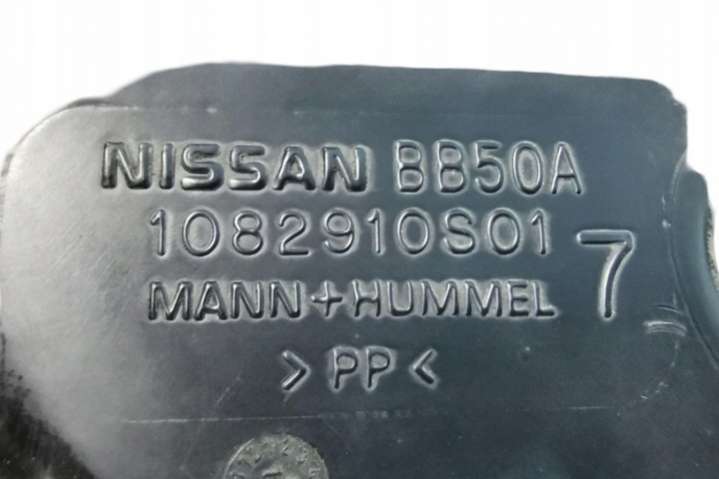 NISSAN BB50A
1082910S01
7
MANN+HUMMEL
>PP<